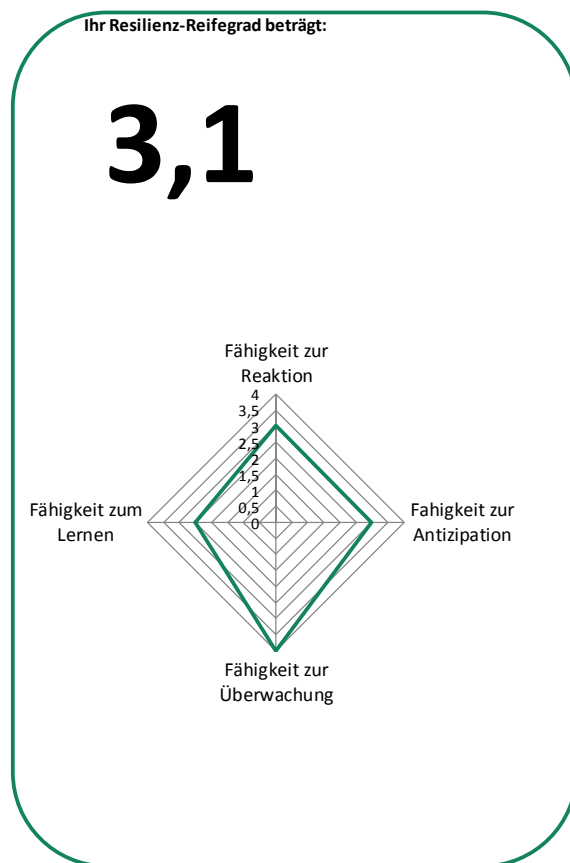 Ihr Resilienz-Reifegrad beträgt:
3,1
Fähigkeit zur
Reaktion
4
3,5
3
2,5
2
1,5
1
0,5
0
Fähigkeit zum
Lernen
Fahigkeit zur
Antizipation
Fähigkeit zur
Überwachung